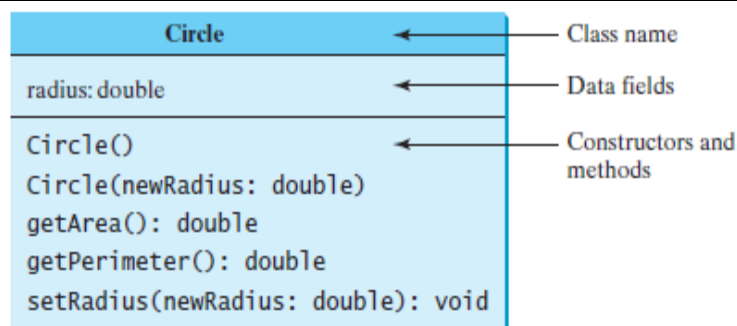 Circle
Class name
radius: double
Data fields
Circle()
Constructors and
methods
Circle(newRadius: double)
getArea(): double
getPerimeter(): double
setRadius(newRadius: double): void